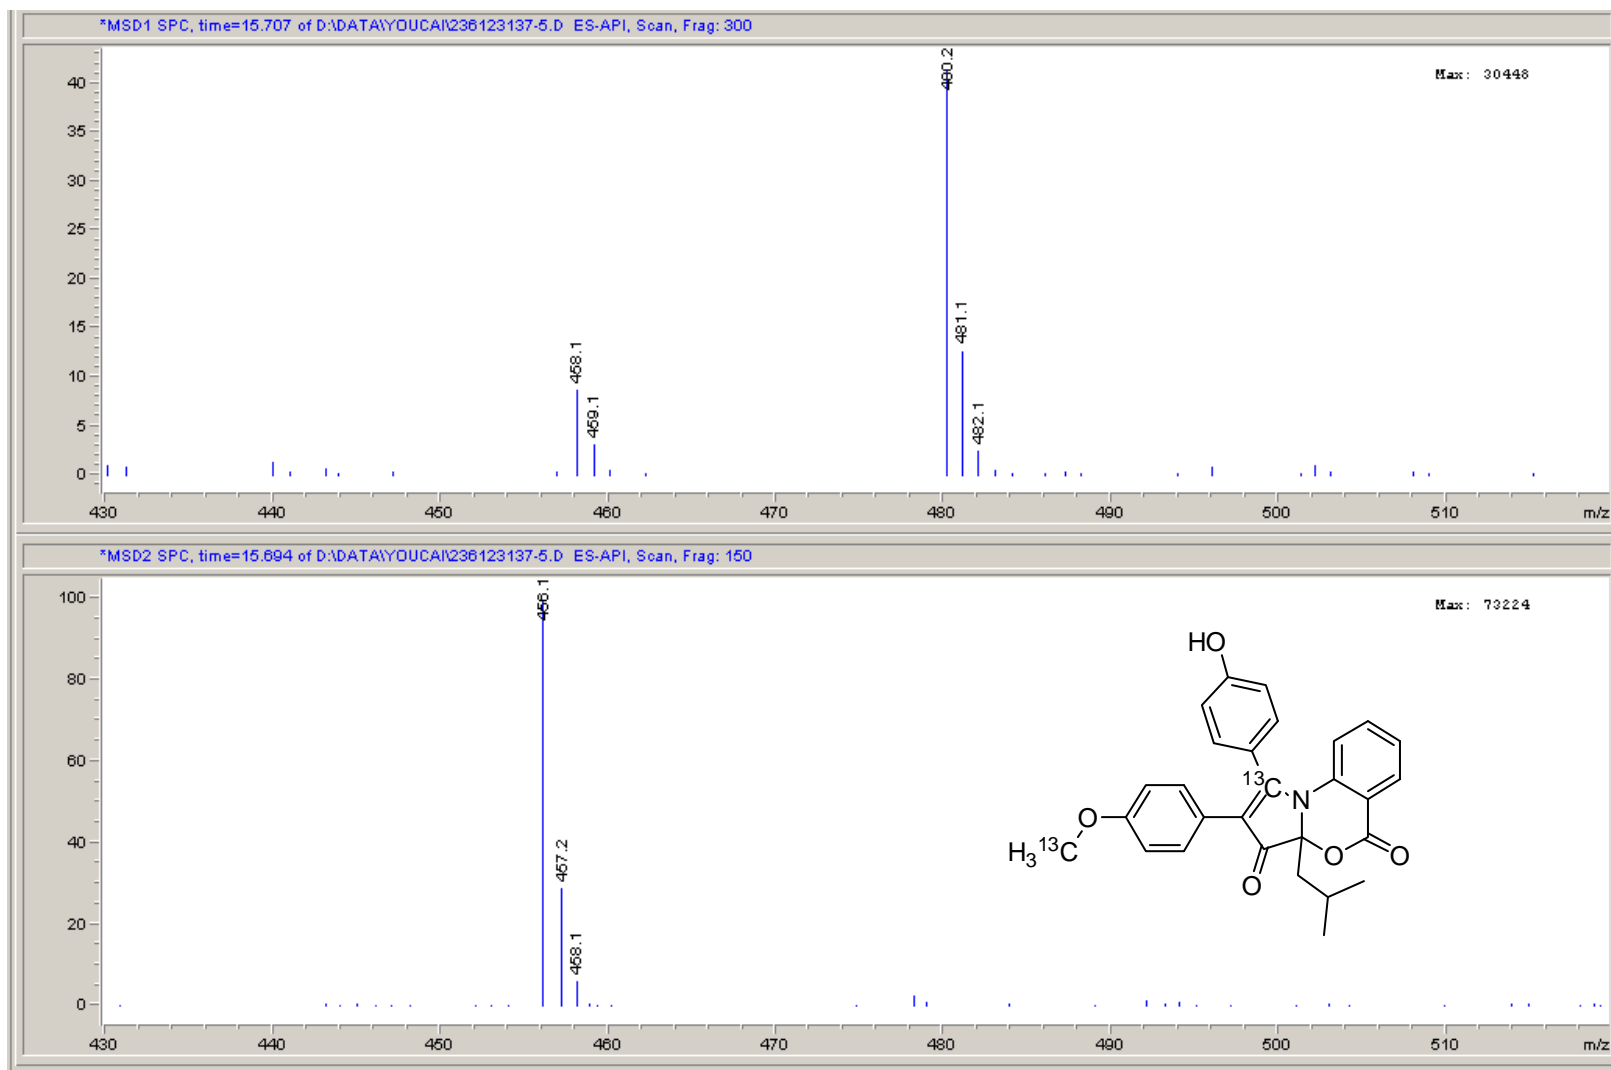 *MSD1 SPC, time=15.707 of D:\DATA\YOUCAI\236123137-5.D ES-API, Scan, Frag: 300
Max: 30448
480.2
481.1
482.1
458.1
459.1
40
35
30
25
20
15
10
5
0
430 440 450 460 470 480 490 500 510 m/z
*MSD2 SPC, time=15.694 of D:\DATA\YOUCAI\236123137-5.D ES-API, Scan, Frag: 150
Max: 73224
456.1
457.2
458.1
100
80
60
40
20
0
HO
13C
N
O
H3 13C
O
O
O
430 440 450 460 470 480 490 500 510 m/z